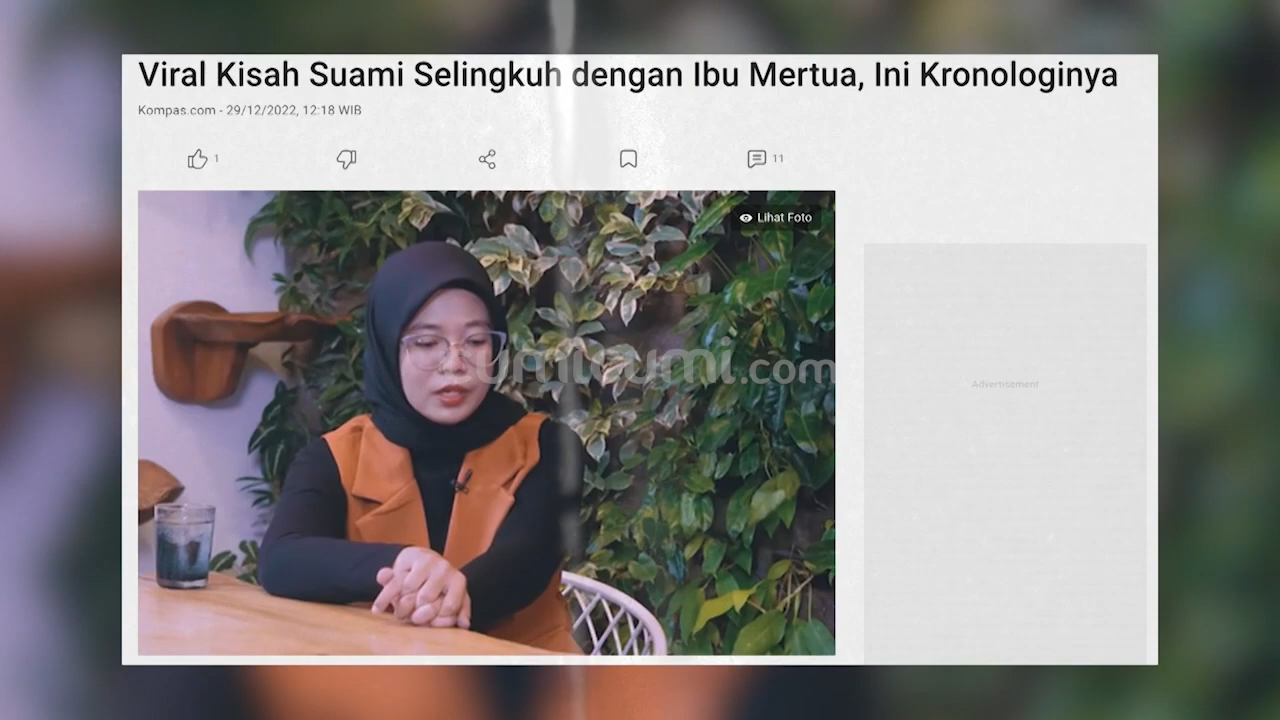 Viral Kisah Suami Selingkuh dengan Ibu Mertua, Ini Kronologinya
Kompas.com - 29/12/2022, 12:18 WIB
1
11
Lihat Foto
cumicumi.com
Advertisement